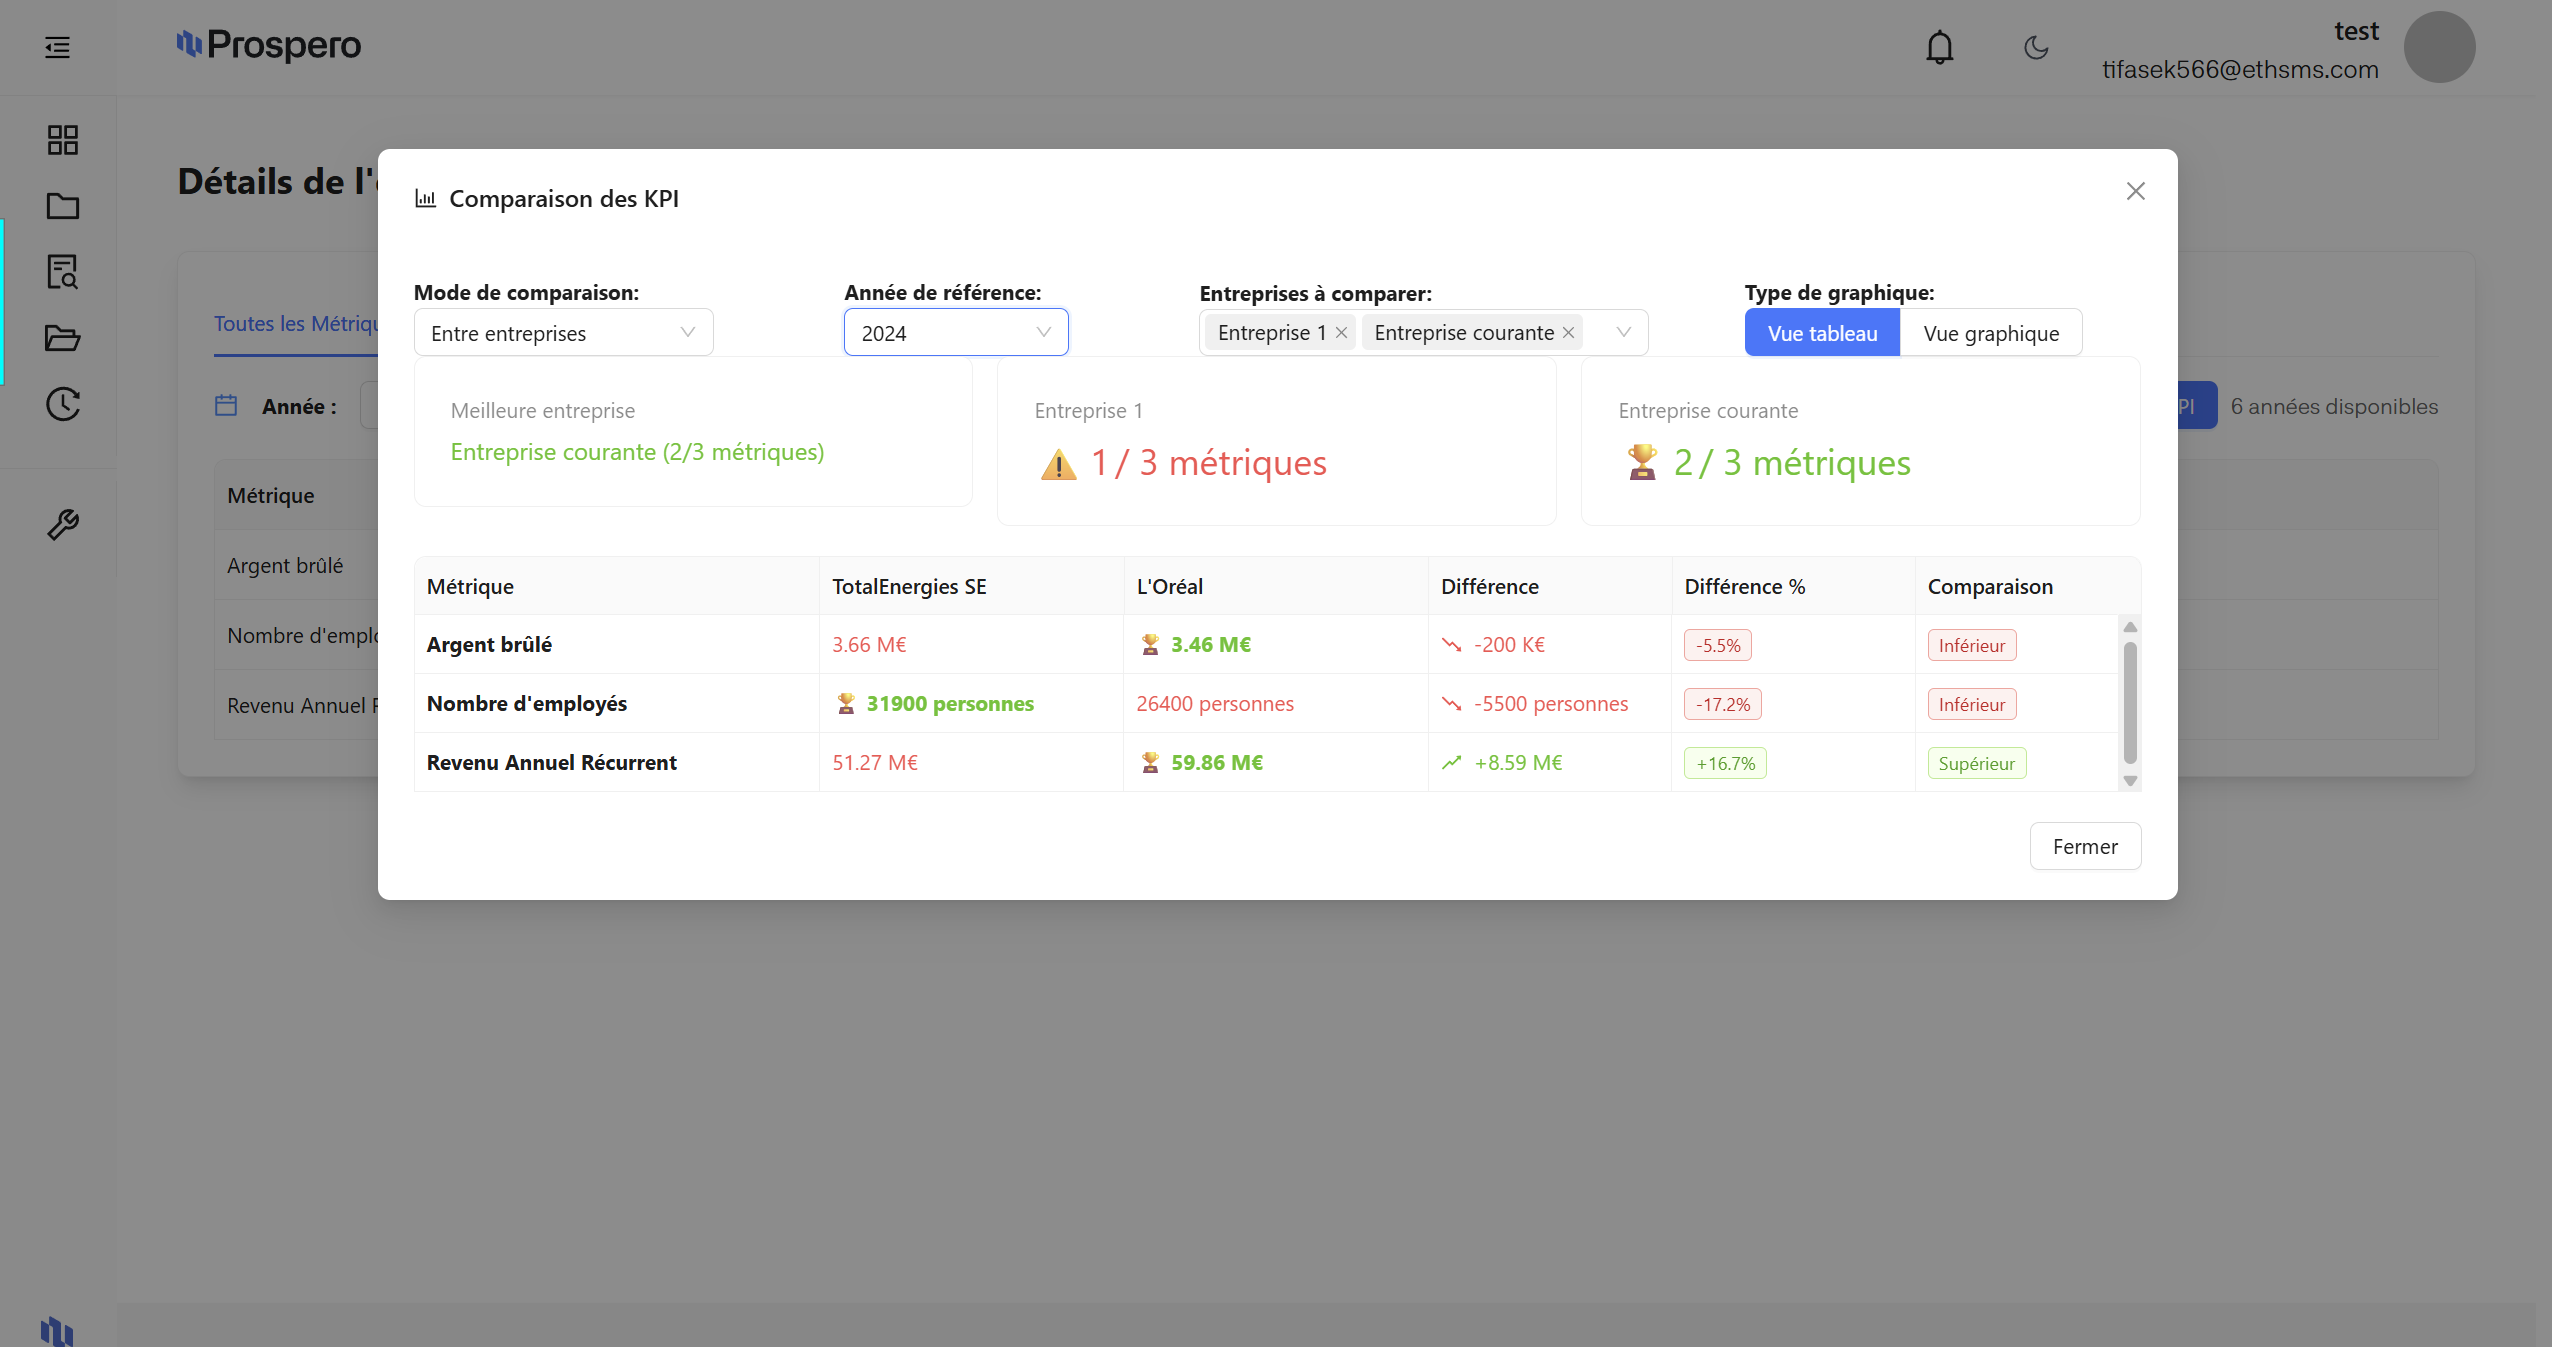 Prospero
test
tifasek566@ethsms.com
Détails de l'
Comparaison des KPI
Mode de comparaison:
Année de référence:
Entreprises à comparer:
Type de graphique:
Entre entreprises
2024
Entreprise 1
Entreprise courante
Vue tableau
Vue graphique
Toutes les
Année :
PI
6 années disponibles
Meilleure entreprise
Entreprise courante (2/3 métriques)
Entreprise 1
1 / 3 métriques
Entreprise courante
2 / 3 métriques
Métrique
Argent brûlé
Nombre
Revenu Annuel
Métrique
TotalEnergies SE
L'Oréal
Différence
Différence %
Comparaison
Argent brûlé
3.66 M€
3.46 M€
-200 K€
-5.5%
Inférieur
Nombre d'employés
31900 personnes
26400 personnes
-5500 personnes
-17.2%
Inférieur
Revenu Annuel Récurrent
51.27 M€
59.86 M€
+8.59 M€
+16.7%
Supérieur
Fermer